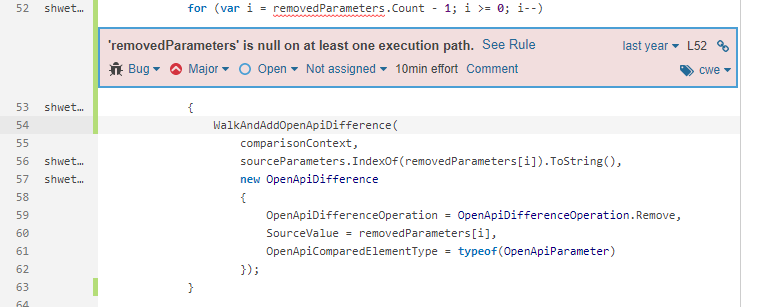 52 shwet… for (var i = removedParameters.Count - 1; i >= 0; i--)
'removedParameters' is null on at least one execution path. See Rule last year L52
Bug Major Open Not assigned 10min effort Comment cwe
53 shwet… {
54 WalkAndAddOpenApiDifference(
55 comparisonContext,
56 shwet… sourceParameters.IndexOf(removedParameters[i]).ToString(),
57 shwet… new OpenApiDifference
58 {
59 OpenApiDifferenceOperation = OpenApiDifferenceOperation.Remove,
60 SourceValue = removedParameters[i],
61 OpenApiComparedElementType = typeof(OpenApiParameter)
62 });
63 }
64